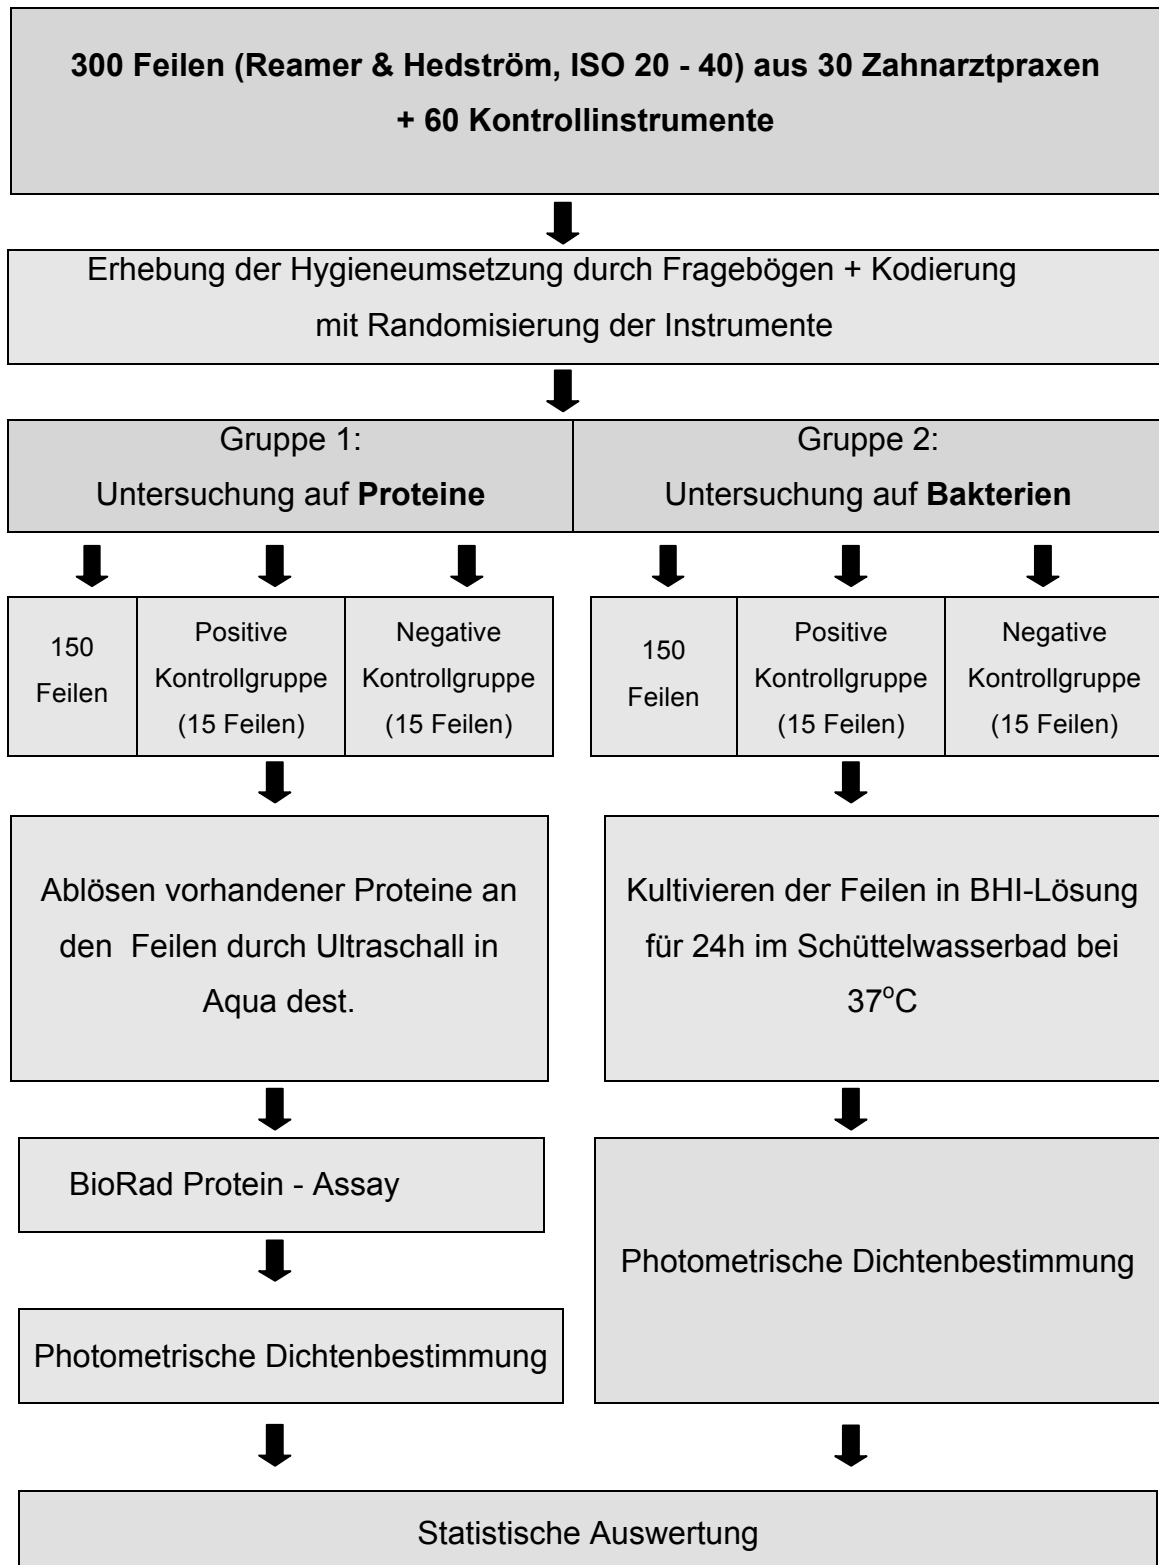 300 Feilen (Reamer & Hedström, ISO 20 - 40) aus 30 Zahnarztpraxen
+ 60 Kontrollinstrumente
Erhebung der Hygieneumsetzung durch Fragebögen + Kodierung
mit Randomisierung der Instrumente
Gruppe 1:
Untersuchung auf Proteine
Gruppe 2:
Untersuchung auf Bakterien
150
Feilen
Positive
Kontrollgruppe
(15 Feilen)
Negative
Kontrollgruppe
(15 Feilen)
150
Feilen
Positive
Kontrollgruppe
(15 Feilen)
Negative
Kontrollgruppe
(15 Feilen)
Ablösen vorhandener Proteine an
den Feilen durch Ultraschall in
Aqua dest.
Kultivieren der Feilen in BHI-Lösung
für 24h im Schüttelwasserbad bei
37°C
BioRad Protein - Assay
Photometrische Dichtenbestimmung
Photometrische Dichtenbestimmung
Statistische Auswertung